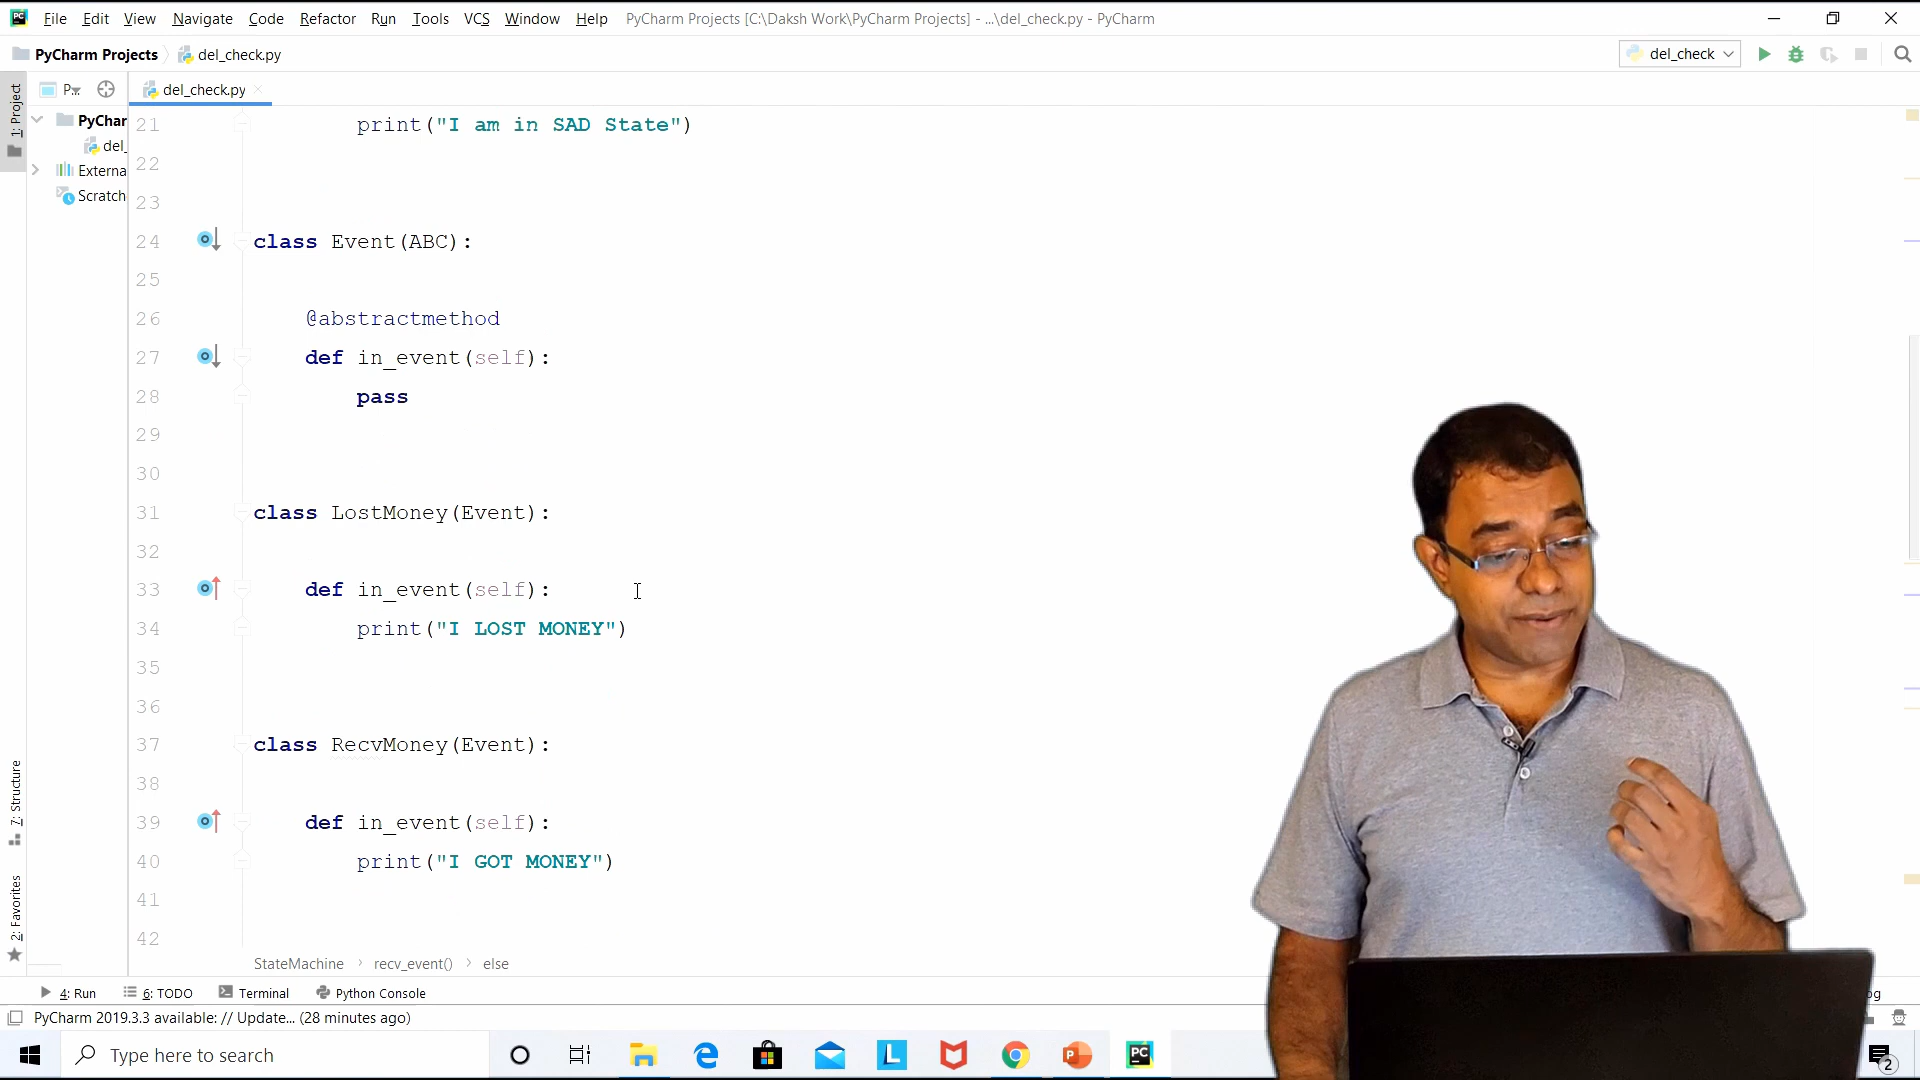 File Edit View Navigate Code Refactor Run Tools VCS Window Help PyCharm Projects [C:\Daksh Work\PyCharm Projects] - ...\del_check.py - PyCharm
PyCharm Projects del_check.py del_check
1: Project
P...
del_check.py
PyChar
del_
Externa
Scratch
21 print("I am in SAD State")
22
23
24 class Event(ABC):
25
26 @abstractmethod
27 def in_event(self):
28 pass
29
30
31 class LostMoney(Event):
32
33 def in_event(self):
34 print("I LOST MONEY")
35
36
37 class RecvMoney(Event):
38
39 def in_event(self):
40 print("I GOT MONEY")
41
42
7: Structure
2: Favorites
StateMachine recv_event() else
4: Run 6: TODO Terminal Python Console og
PyCharm 2019.3.3 available: // Update... (28 minutes ago)
Type here to search
L
P
PC
2